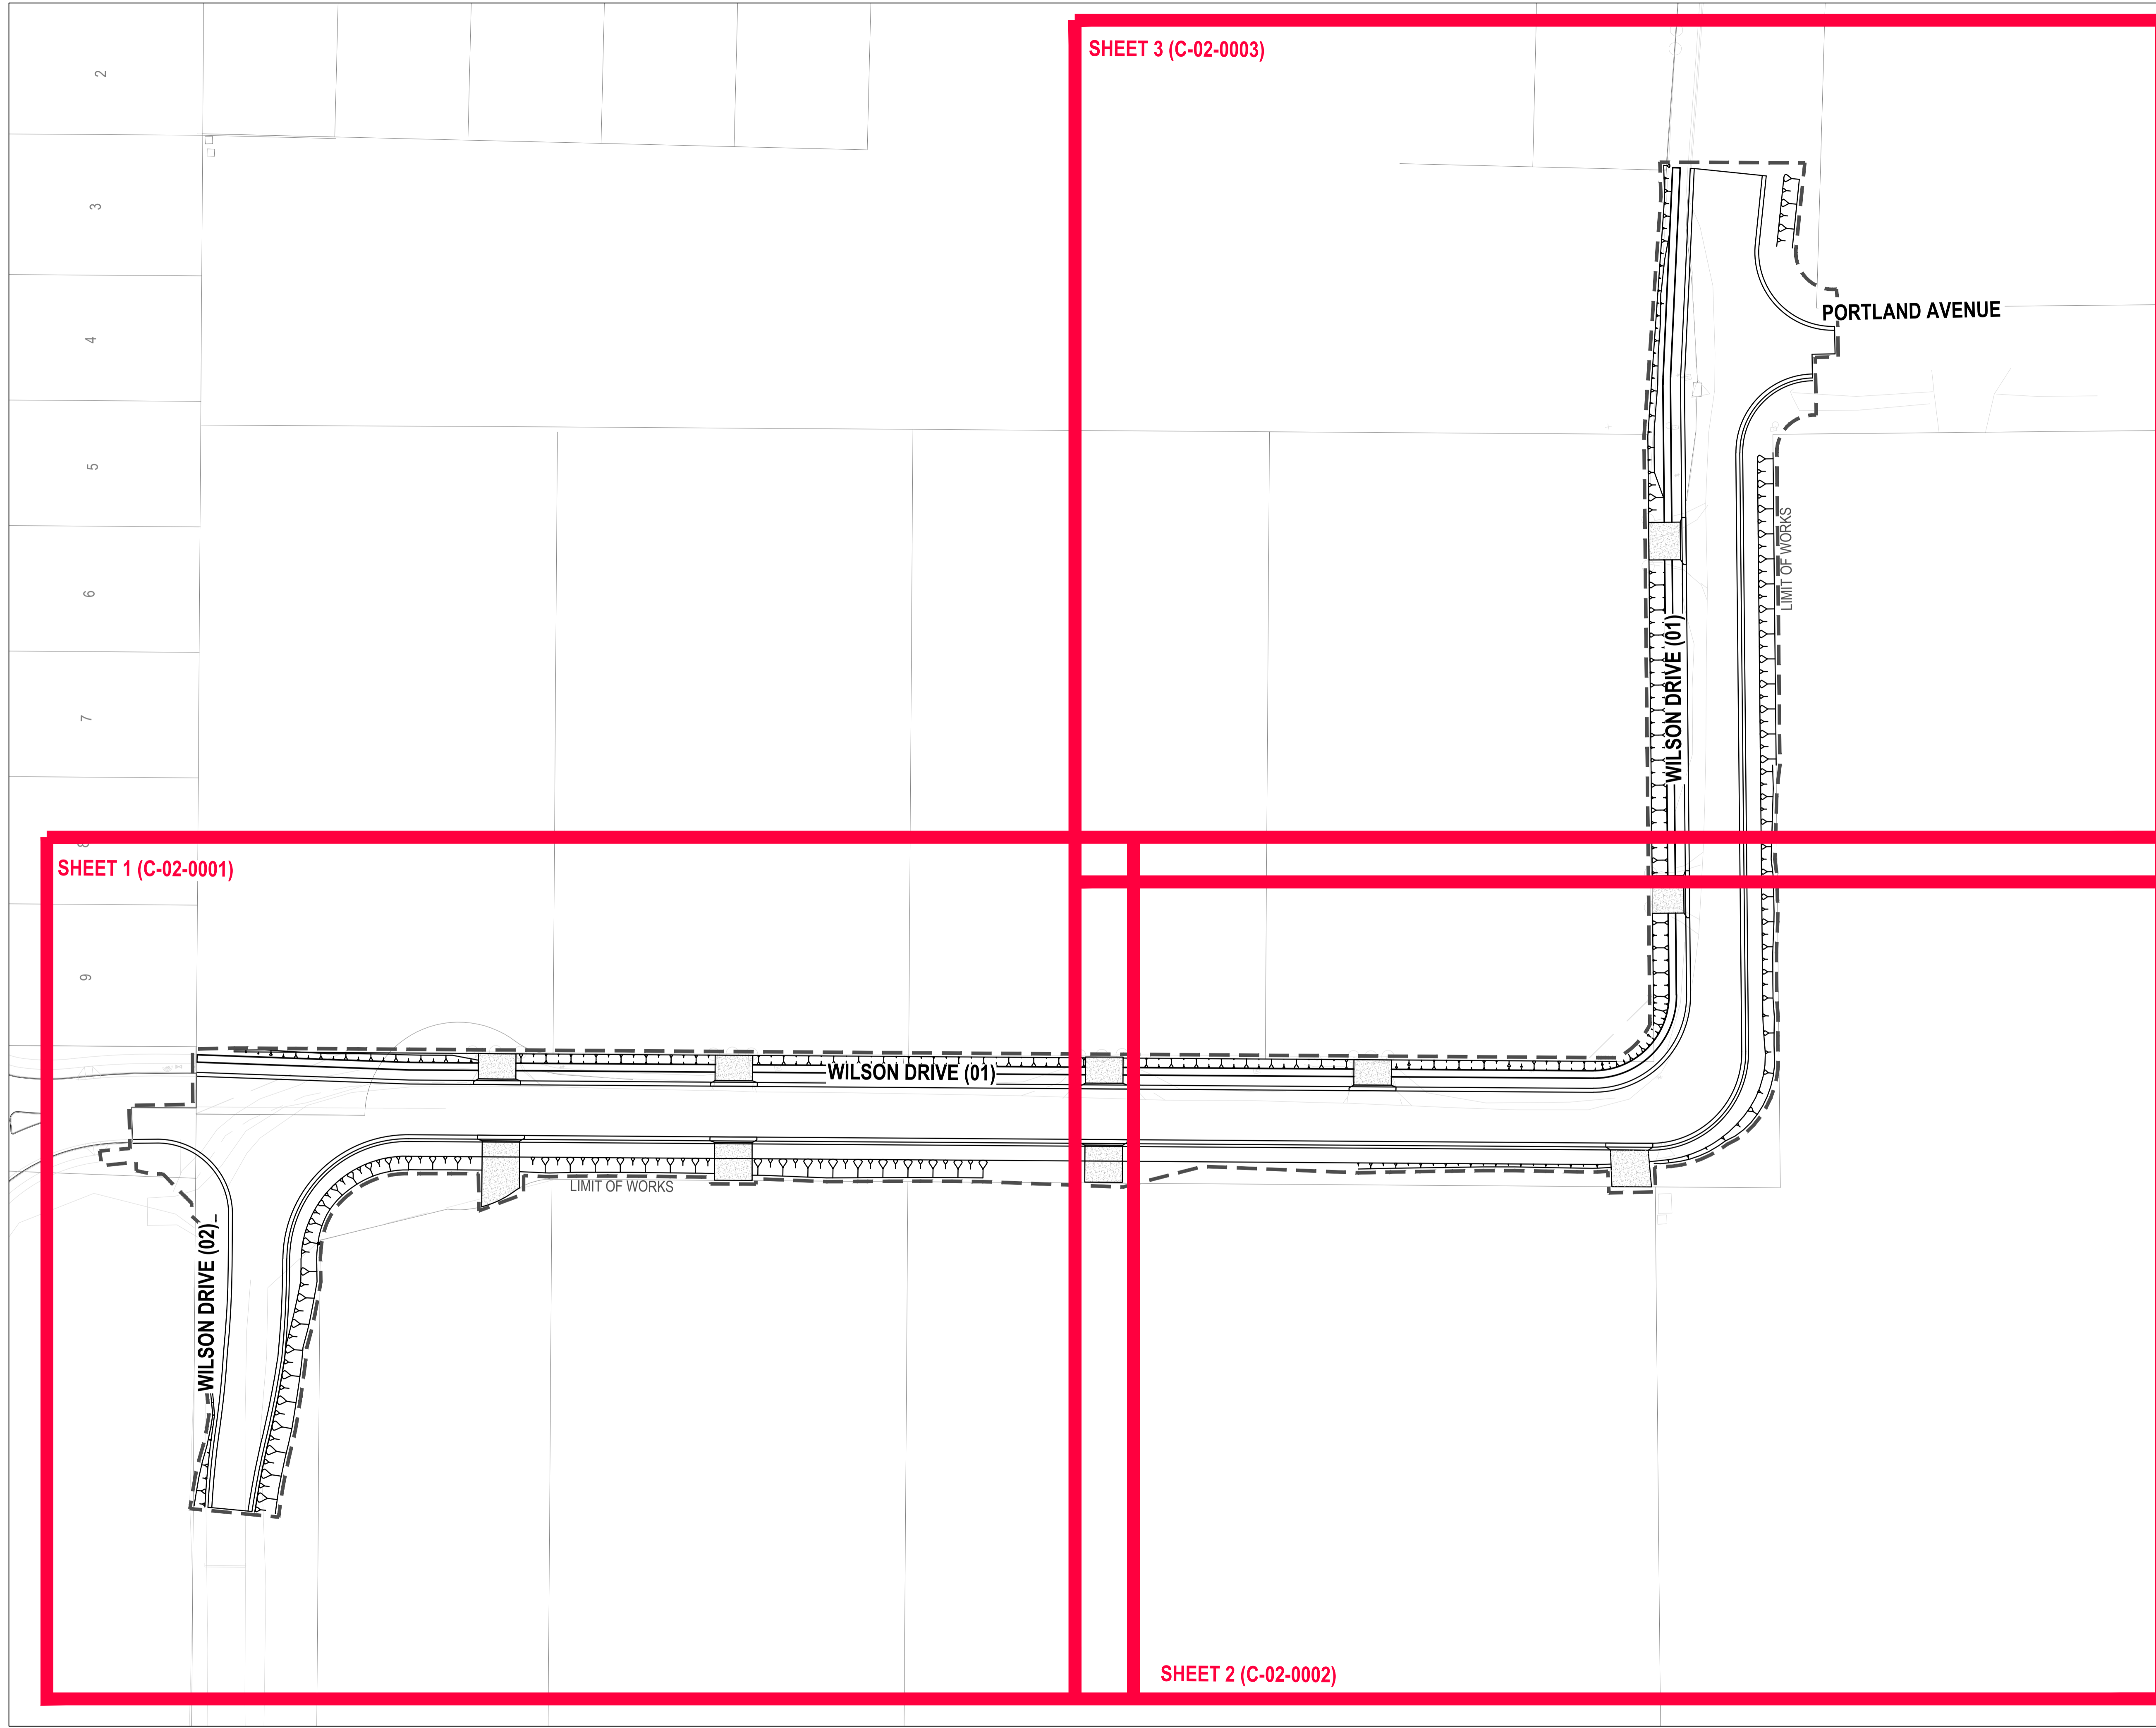 SHEET 3 (C-02-0003)
2
3
PORTLAND AVENUE
4
5
LIMIT OF WORKS
6
WILSON DRIVE (01)
7
8
SHEET 1 (C-02-0001)
9
WILSON DRIVE (01)
LIMIT OF WORKS
WILSON DRIVE (02)
SHEET 2 (C-02-0002)